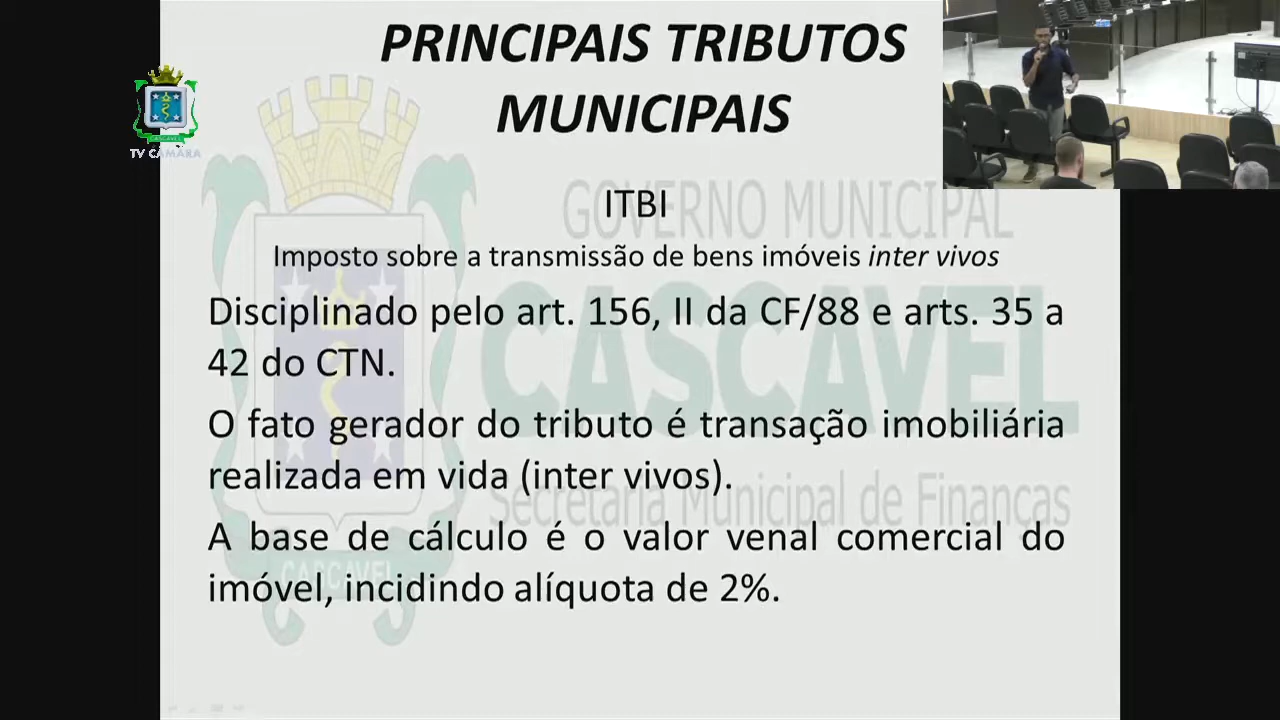 PRINCIPAIS TRIBUTOS
MUNICIPAIS
TV CÂMARA
GOVERNO MUNICIPAL
ITBI
Imposto sobre a transmissão de bens imóveis inter vivos
CASCAVEL
Disciplinado pelo art. 156, II da CF/88 e arts. 35 a
42 do CTN.
O fato gerador do tributo é transação imobiliária
realizada em vida (inter vivos).
Secretaria Municipal de Finanças
A base de cálculo é o valor venal comercial do
imóvel, incidindo alíquota de 2%.
CASCAVEL